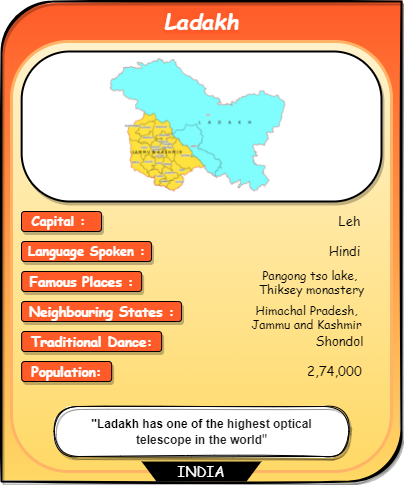 Ladakh
LADAKH
JAMMU & KASHMIR
Capital : Leh
Language Spoken : Hindi
Famous Places : Pangong tso lake,
Thiksey monastery
Neighbouring States : Himachal Pradesh,
Jammu and Kashmir
Traditional Dance: Shondol
Population: 2,74,000
"Ladakh has one of the highest optical
telescope in the world"
INDIA